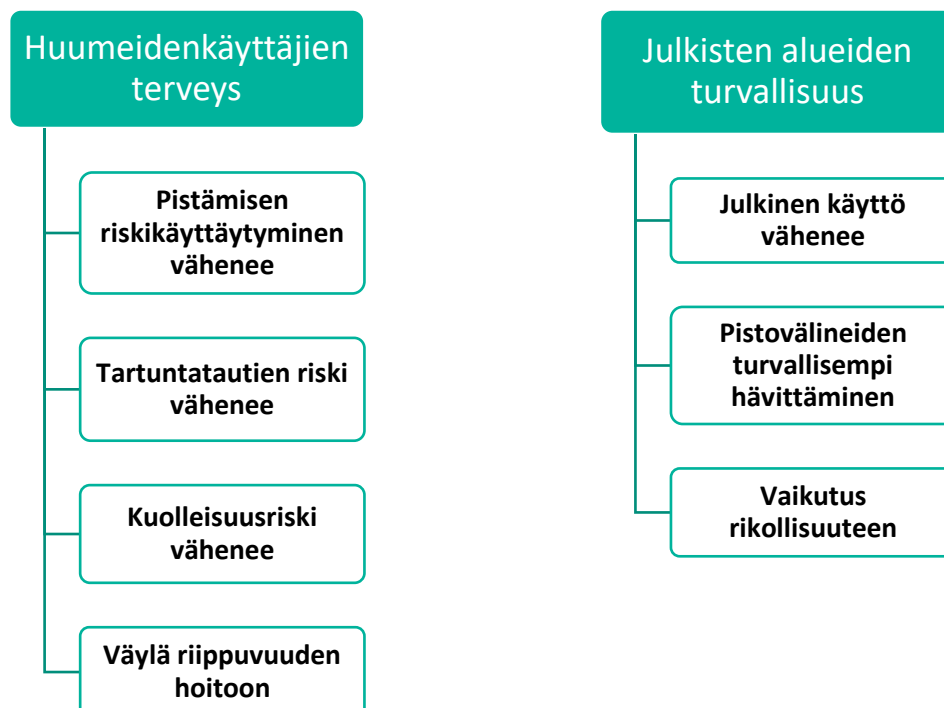 Huumeidenkäyttäjien
terveys
Pistämisen
riskikäyttäytyminen
vähenee
Tartuntatautien riski
vähenee
Kuolleisuusriski
vähenee
Väylä riippuvuuden
hoitoon
Julkisten alueiden
turvallisuus
Julkinen käyttö
vähenee
Pistovälineiden
turvallisempi
hävittäminen
Vaikutus
rikollisuuteen